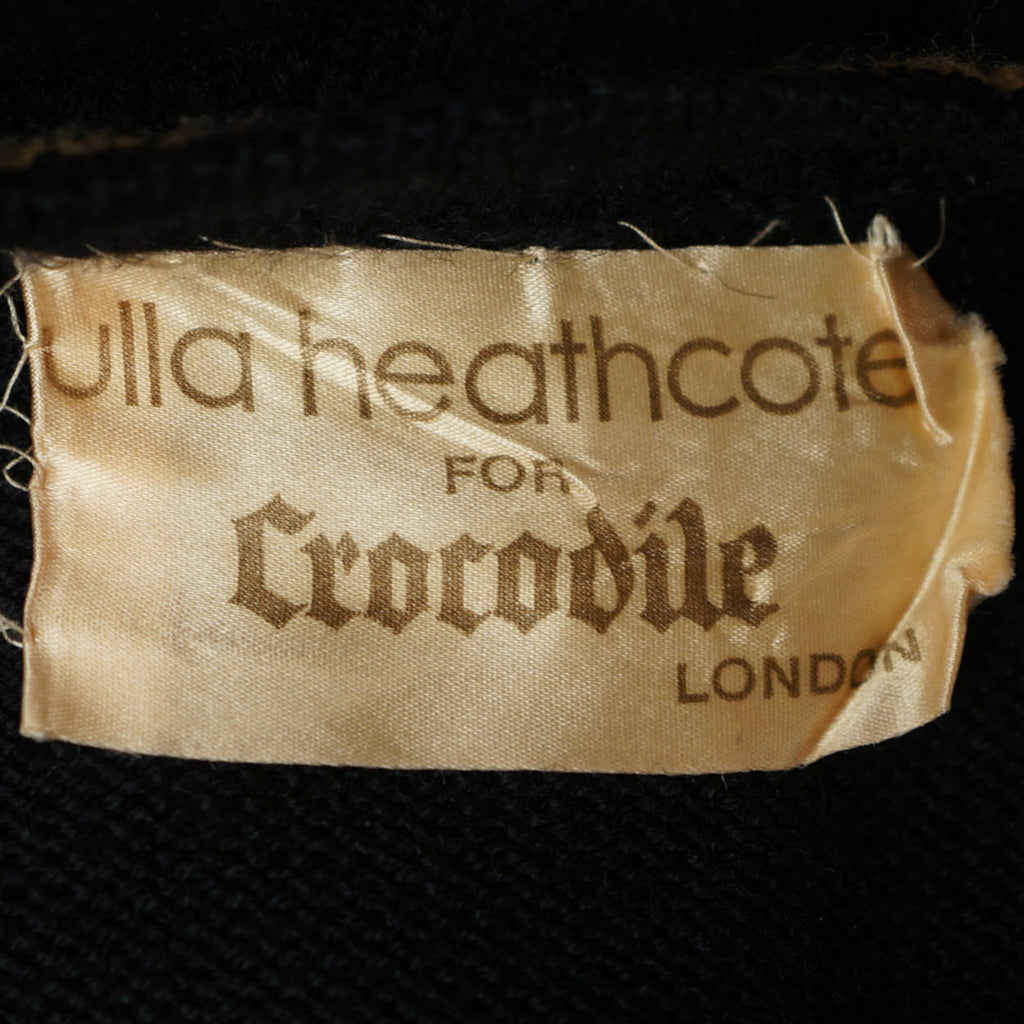 ulla heathcote
FOR
Crocodile
LONDON